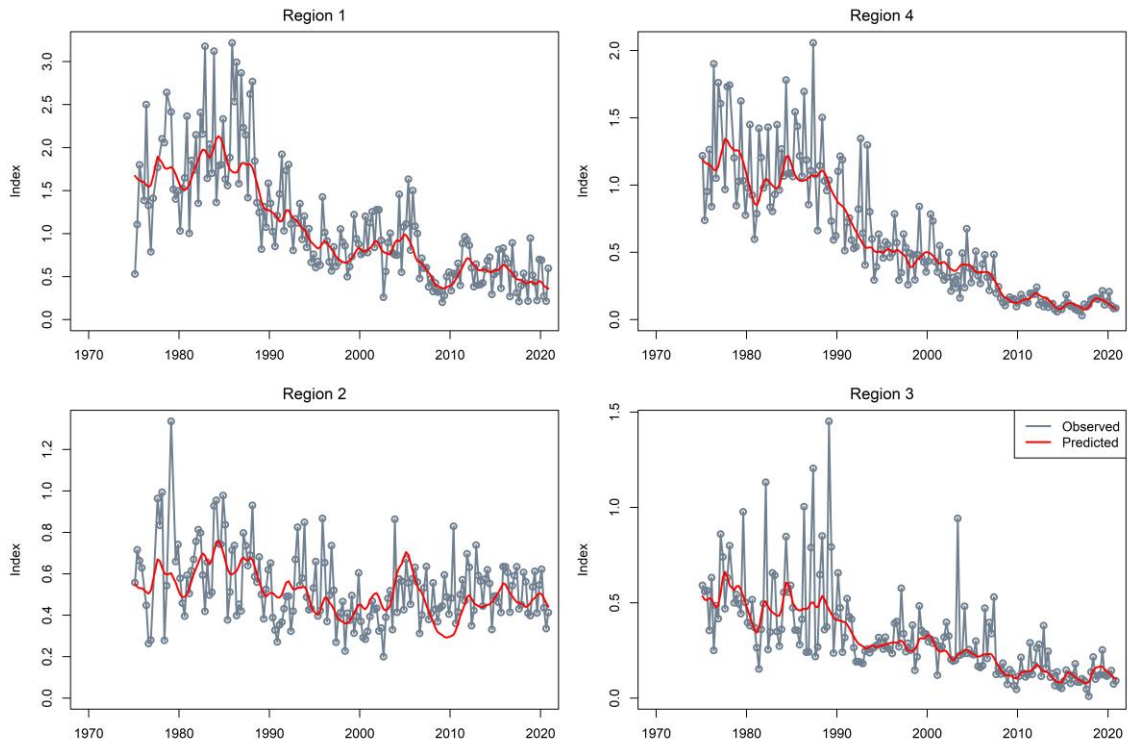 Region 1
Index
0.0 0.5 1.0 1.5 2.0 2.5 3.0
1970 1980 1990 2000 2010 2020
Region 4
Index
0.0 0.5 1.0 1.5 2.0
1970 1980 1990 2000 2010 2020
Region 2
Index
0.0 0.2 0.4 0.6 0.8 1.0 1.2
1970 1980 1990 2000 2010 2020
Region 3
Index
0.0 0.5 1.0 1.5
Observed
Predicted
1970 1980 1990 2000 2010 2020